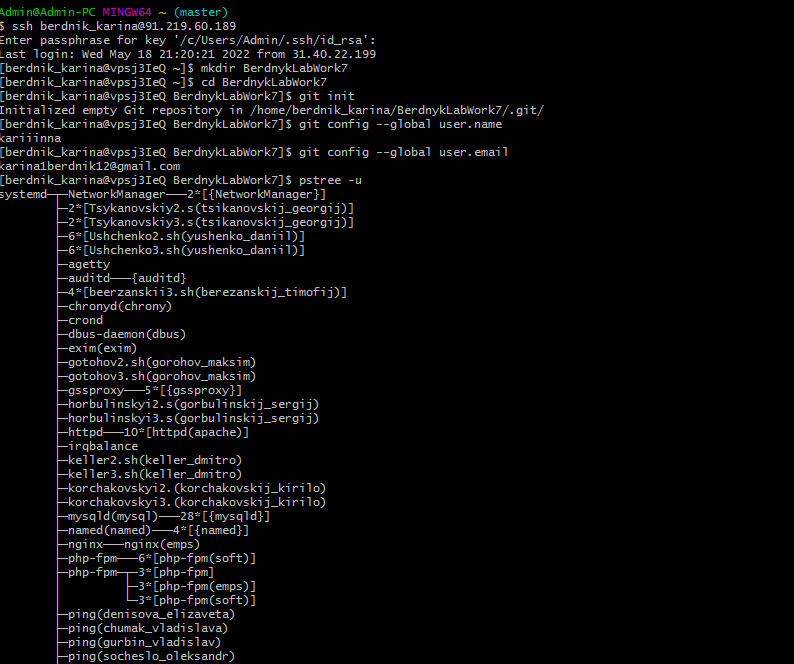 Admin@Admin-PC MINGW64 ~ (master)
$ ssh berdnik_karina@91.219.60.189
Enter passphrase for key '/c/Users/Admin/.ssh/id_rsa':
Last login: Wed May 18 21:20:21 2022 from 31.40.22.199
[berdnik_karina@vpsj3IeQ ~]$ mkdir BerdnykLabWork7
[berdnik_karina@vpsj3IeQ ~]$ cd BerdnykLabWork7
[berdnik_karina@vpsj3IeQ BerdnykLabWork7]$ git init
Initialized empty Git repository in /home/berdnik_karina/BerdnykLabWork7/.git/
[berdnik_karina@vpsj3IeQ BerdnykLabWork7]$ git config --global user.name
kariiinna
[berdnik_karina@vpsj3IeQ BerdnykLabWork7]$ git config --global user.email
karina1berdnik12@gmail.com
[berdnik_karina@vpsj3IeQ BerdnykLabWork7]$ pstree -u
systemd─┬─NetworkManager───2*[{NetworkManager}]
        ├─2*[Tsykanovskiy2.s(tsikanovskij_georgij)]
        ├─2*[Tsykanovskiy3.s(tsikanovskij_georgij)]
        ├─6*[Ushchenko2.sh(yushenko_daniil)]
        ├─6*[Ushchenko3.sh(yushenko_daniil)]
        ├─agetty
        ├─auditd───{auditd}
        ├─4*[beerzanskii3.sh(berezanskij_timofij)]
        ├─chronyd(chrony)
        ├─crond
        ├─dbus-daemon(dbus)
        ├─exim(exim)
        ├─gotohov2.sh(gorohov_maksim)
        ├─gotohov3.sh(gorohov_maksim)
        ├─gssproxy───5*[{gssproxy}]
        ├─horbulinskyi2.s(gorbulinskij_sergij)
        ├─horbulinskyi3.s(gorbulinskij_sergij)
        ├─httpd───10*[httpd(apache)]
        ├─irqbalance
        ├─keller2.sh(keller_dmitro)
        ├─keller3.sh(keller_dmitro)
        ├─korchakovskyi2.(korchakovskij_kirilo)
        ├─korchakovskyi3.(korchakovskij_kirilo)
        ├─mysqld(mysql)───28*[{mysqld}]
        ├─named(named)───4*[{named}]
        ├─nginx───nginx(emps)
        ├─php-fpm───6*[php-fpm(soft)]
        ├─php-fpm─┬─3*[php-fpm]
        │         ├─3*[php-fpm(emps)]
        │         └─3*[php-fpm(soft)]
        ├─ping(denisova_elizaveta)
        ├─ping(chumak_vladislava)
        ├─ping(gurbin_vladislav)
        ├─ping(socheslo_oleksandr)